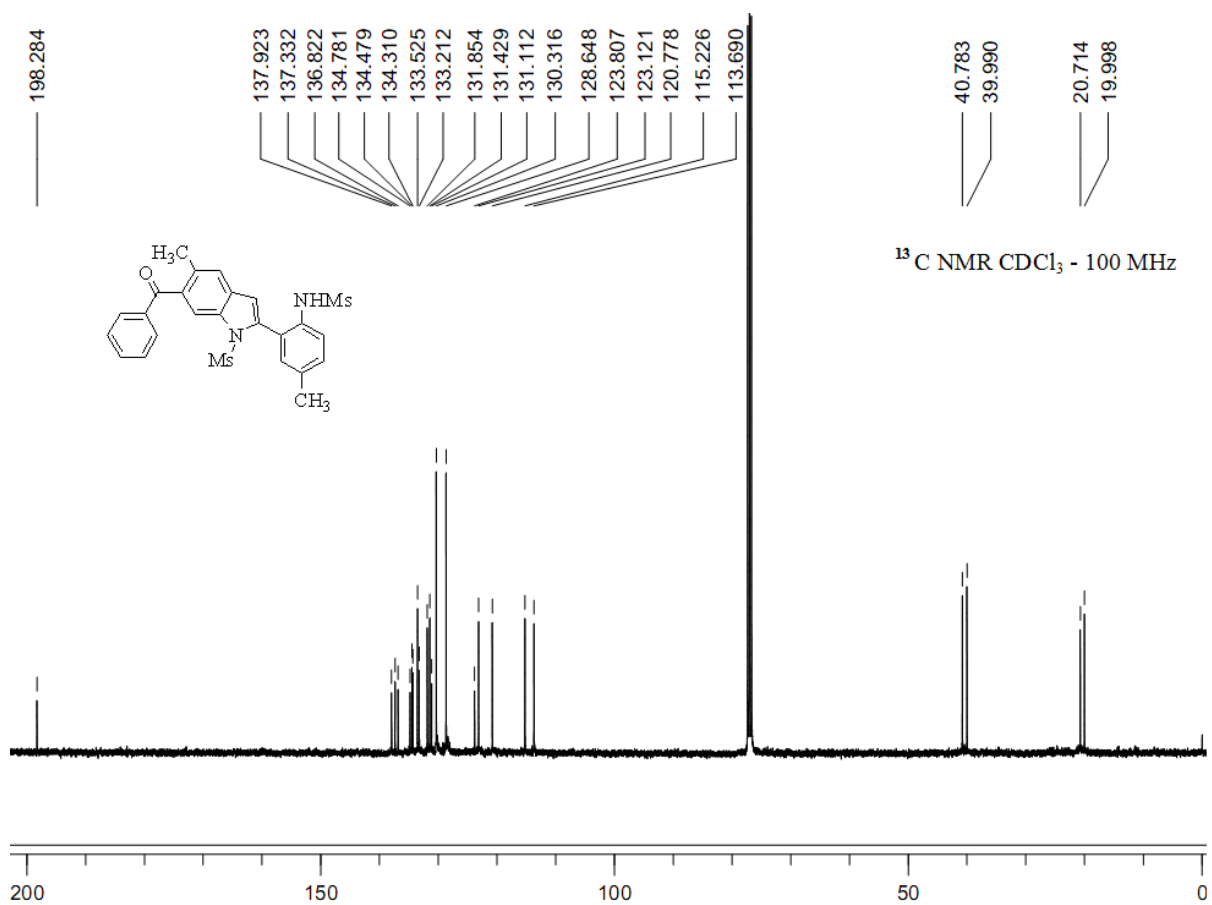 198.284
137.923
137.332
136.822
134.781
134.479
134.310
133.525
133.212
131.854
131.429
131.112
130.316
128.648
123.807
123.121
120.778
115.226
113.690
40.783
39.990
20.714
19.998
¹³C NMR CDCl₃ - 100 MHz
H₃C
O
NHMs
N
Ms
CH₃
200 150 100 50 0